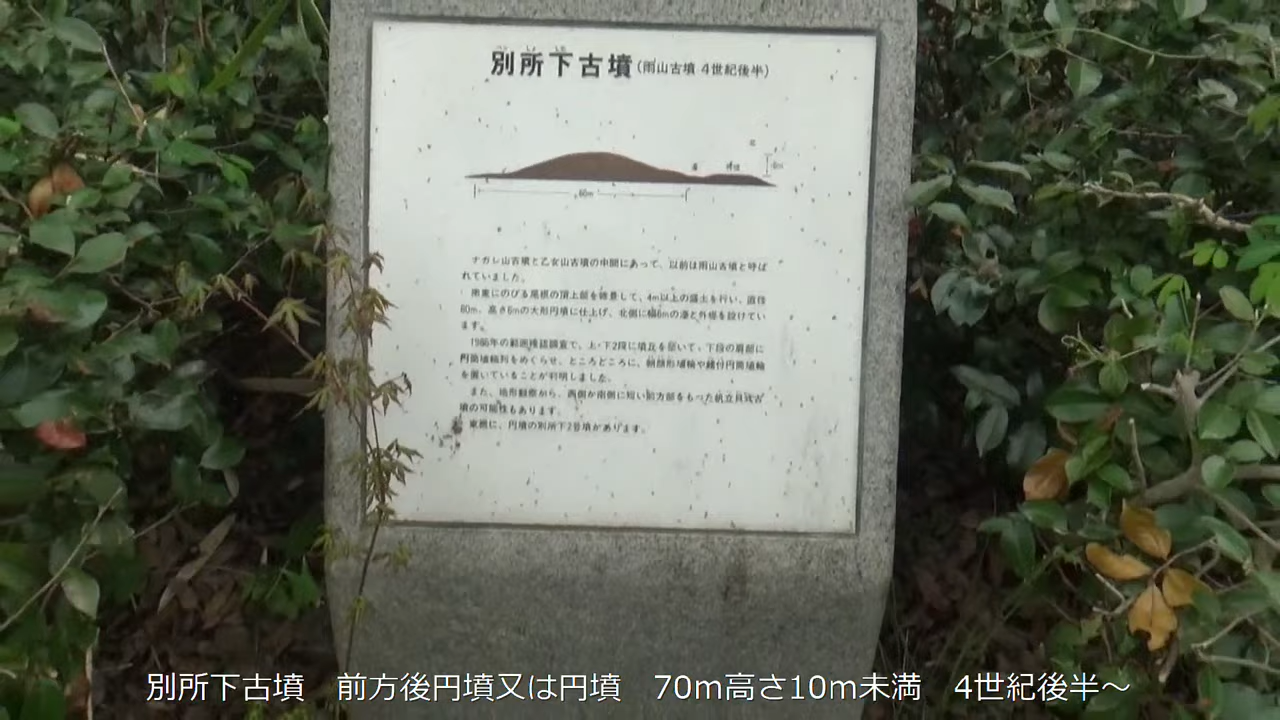 別所下古墳(雨山古墳 4世紀後半)
60m
ナガレ山古墳と乙女山古墳の中間にあって、以前は雨山古墳と呼ば
れていました。
南東にのびる尾根の頂上部を し、4m以上の盛土を行い、直径
60m、高さ6mの大形円墳に仕上げ、北側に幅6mの濠と外堤を設けてい
ます。
1986年の範囲確認調査で、上・下2段に墳丘を築いて、下段の肩部に
円筒埴輪列をめぐらせ、ところどころに、朝顔形埴輪や鰭付円筒埴輪
を置いていることが判明しました。
また、地形観察から、西側か南側に短い前方部をもった帆立貝式古
墳の可能性もあります。
東麓に、円墳の別所下2号墳があります。
別所下古墳　前方後円墳又は円墳　70m高さ10m未満　4世紀後半～